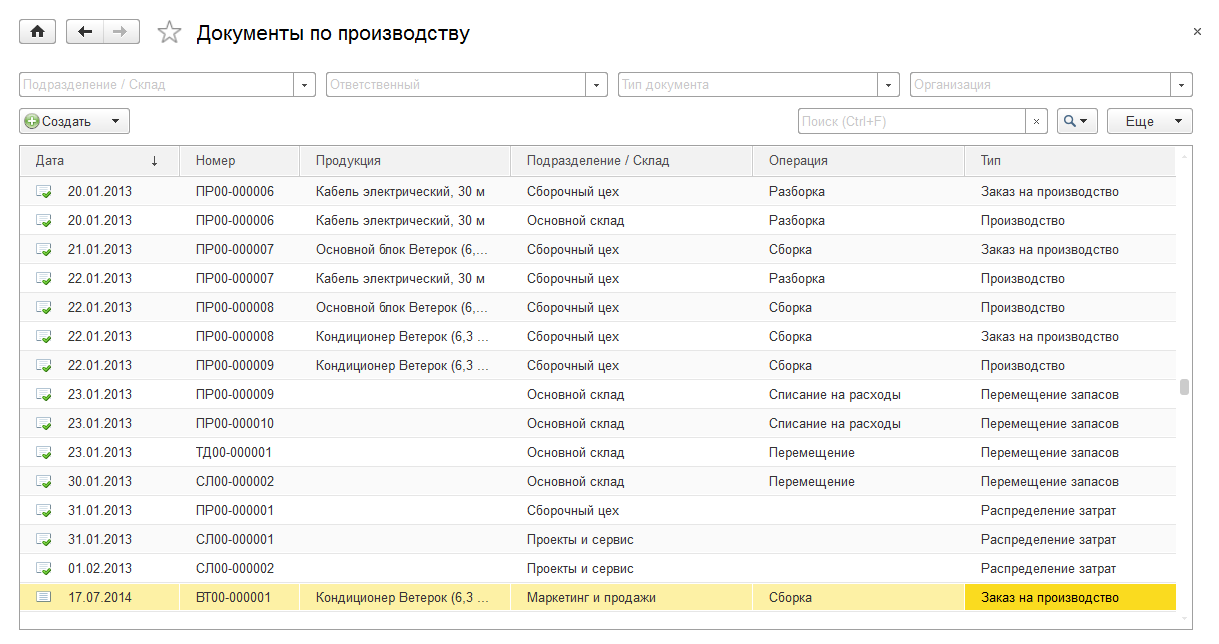 Документы по производству
Подразделение / Склад Ответственный Тип документа Организация
Создать Поиск (Ctrl+F) × Еще
Дата ↓ Номер Продукция Подразделение / Склад Операция Тип
20.01.2013 ПР00-000006 Кабель электрический, 30 м Сборочный цех Разборка Заказ на производство
20.01.2013 ПР00-000006 Кабель электрический, 30 м Основной склад Разборка Производство
21.01.2013 ПР00-000007 Основной блок Ветерок (6,... Сборочный цех Сборка Заказ на производство
22.01.2013 ПР00-000007 Кабель электрический, 30 м Сборочный цех Разборка Производство
22.01.2013 ПР00-000008 Основной блок Ветерок (6,... Сборочный цех Сборка Производство
22.01.2013 ПР00-000008 Кондиционер Ветерок (6,3 ... Сборочный цех Сборка Заказ на производство
22.01.2013 ПР00-000009 Кондиционер Ветерок (6,3 ... Сборочный цех Сборка Производство
23.01.2013 ПР00-000009 Основной склад Списание на расходы Перемещение запасов
23.01.2013 ПР00-000010 Основной склад Списание на расходы Перемещение запасов
23.01.2013 ТД00-000001 Основной склад Перемещение Перемещение запасов
30.01.2013 СЛ00-000002 Основной склад Перемещение Перемещение запасов
31.01.2013 ПР00-000001 Сборочный цех Распределение затрат
31.01.2013 СЛ00-000001 Проекты и сервис Распределение затрат
01.02.2013 СЛ00-000002 Проекты и сервис Распределение затрат
17.07.2014 ВТ00-000001 Кондиционер Ветерок (6,3 ... Маркетинг и продажи Сборка Заказ на производство